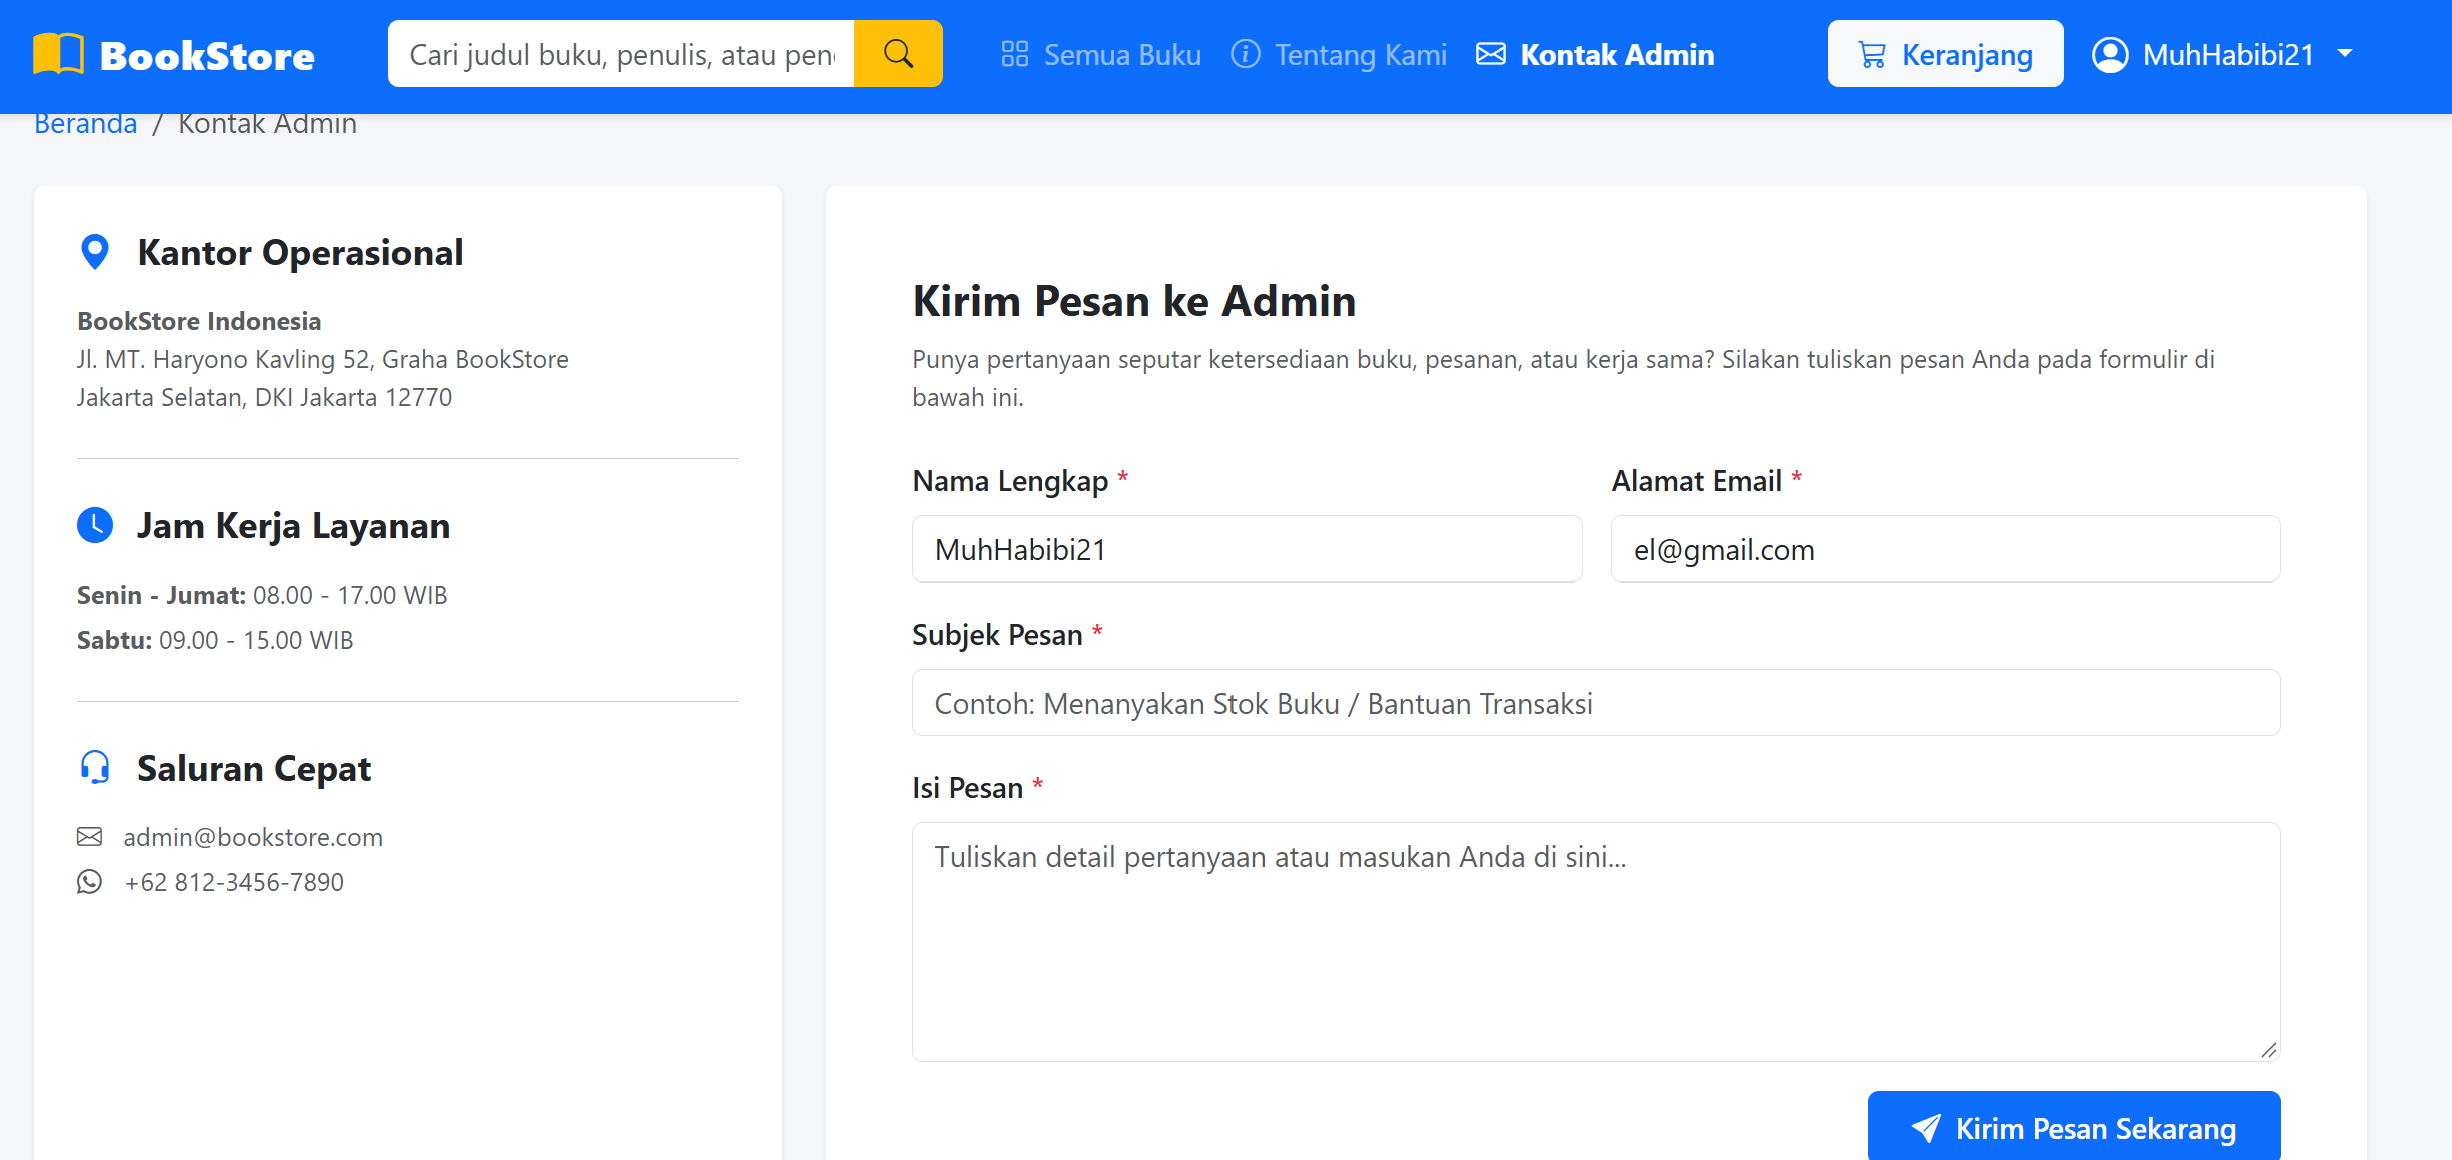 BookStore
Cari judul buku, penulis, atau pen
Semua Buku
Tentang Kami
Kontak Admin
Keranjang
MuhHabibi21
Beranda / Kontak Admin
Kantor Operasional
BookStore Indonesia
Jl. MT. Haryono Kavling 52, Graha BookStore
Jakarta Selatan, DKI Jakarta 12770
Jam Kerja Layanan
Senin - Jumat: 08.00 - 17.00 WIB
Sabtu: 09.00 - 15.00 WIB
Saluran Cepat
admin@bookstore.com
+62 812-3456-7890
Kirim Pesan ke Admin
Punya pertanyaan seputar ketersediaan buku, pesanan, atau kerja sama? Silakan tuliskan pesan Anda pada formulir di
bawah ini.
Nama Lengkap *
MuhHabibi21
Alamat Email *
el@gmail.com
Subjek Pesan *
Contoh: Menanyakan Stok Buku / Bantuan Transaksi
Isi Pesan *
Tuliskan detail pertanyaan atau masukan Anda di sini...
Kirim Pesan Sekarang